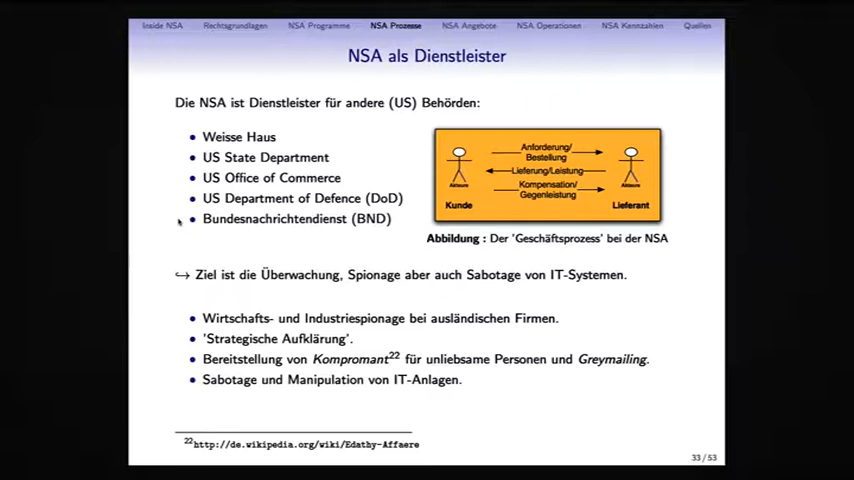 Inside NSA Rechtsgrundlagen NSA Programme NSA Prozesse NSA Angebote NSA Operationen NSA Kennzahlen Quellen
NSA als Dienstleister
Die NSA ist Dienstleister für andere (US) Behörden:
• Weisse Haus
• US State Department
• US Office of Commerce
• US Department of Defence (DoD)
• Bundesnachrichtendienst (BND)
Anforderung/
Bestellung
Lieferung/Leistung
Kompensation/
Gegenleistung
Akteure
Kunde
Akteure
Lieferant
Abbildung : Der 'Geschäftsprozess' bei der NSA
↪ Ziel ist die Überwachung, Spionage aber auch Sabotage von IT-Systemen.
• Wirtschafts- und Industriespionage bei ausländischen Firmen.
• 'Strategische Aufklärung'.
• Bereitstellung von Kompromant22 für unliebsame Personen und Greymailing.
• Sabotage und Manipulation von IT-Anlagen.
22http://de.wikipedia.org/wiki/Edathy-Affaere
33/53